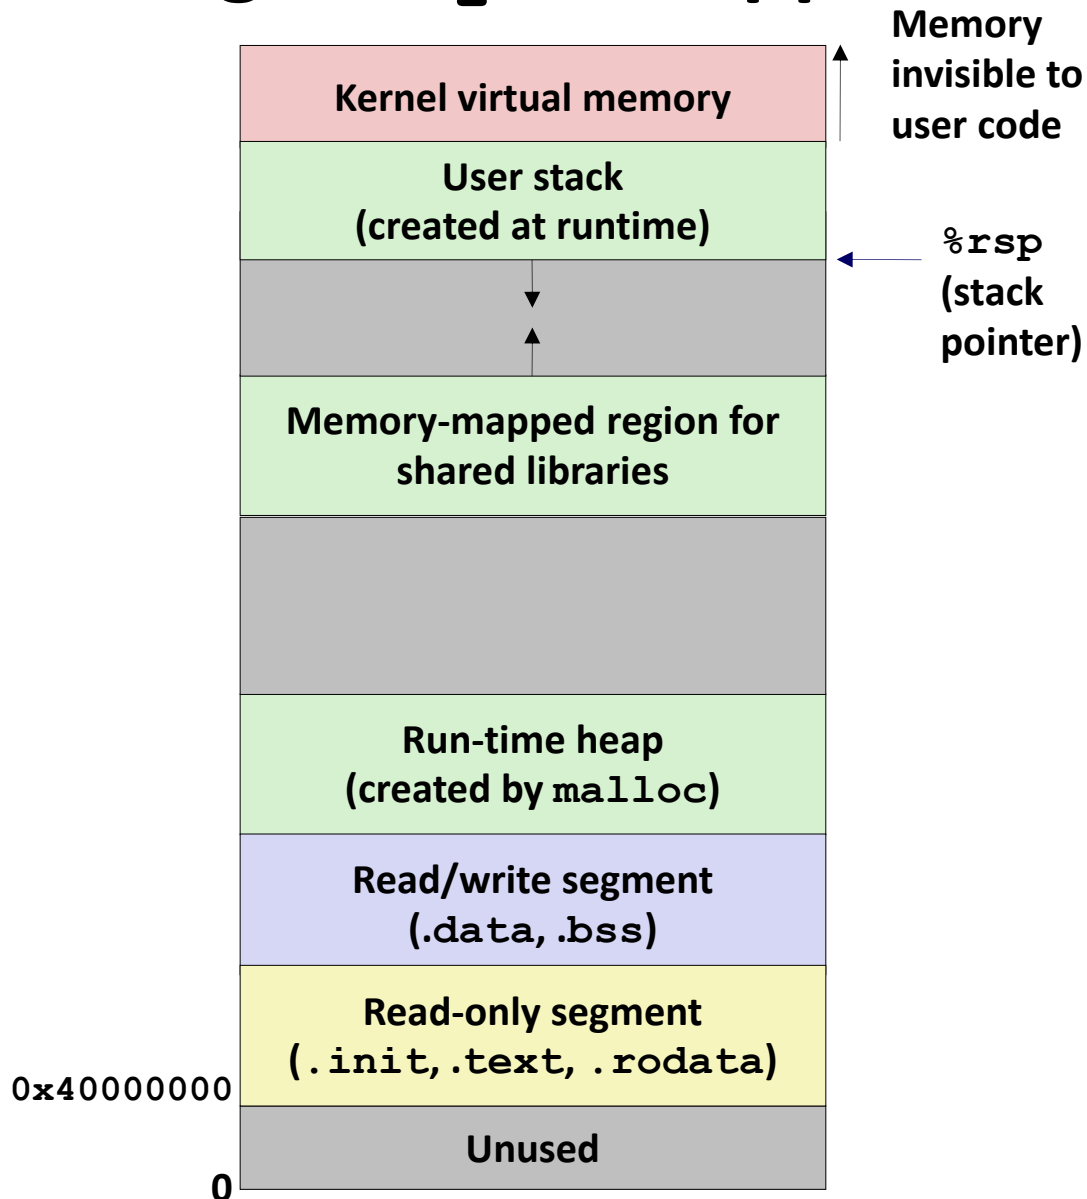 Memory
invisible to
user code
Kernel virtual memory
User stack
(created at runtime)
%rsp
(stack
pointer)
Memory-mapped region for
shared libraries
Run-time heap
(created by malloc)
Read/write segment
(.data, .bss)
Read-only segment
(.init, .text, .rodata)
0x40000000
Unused
0